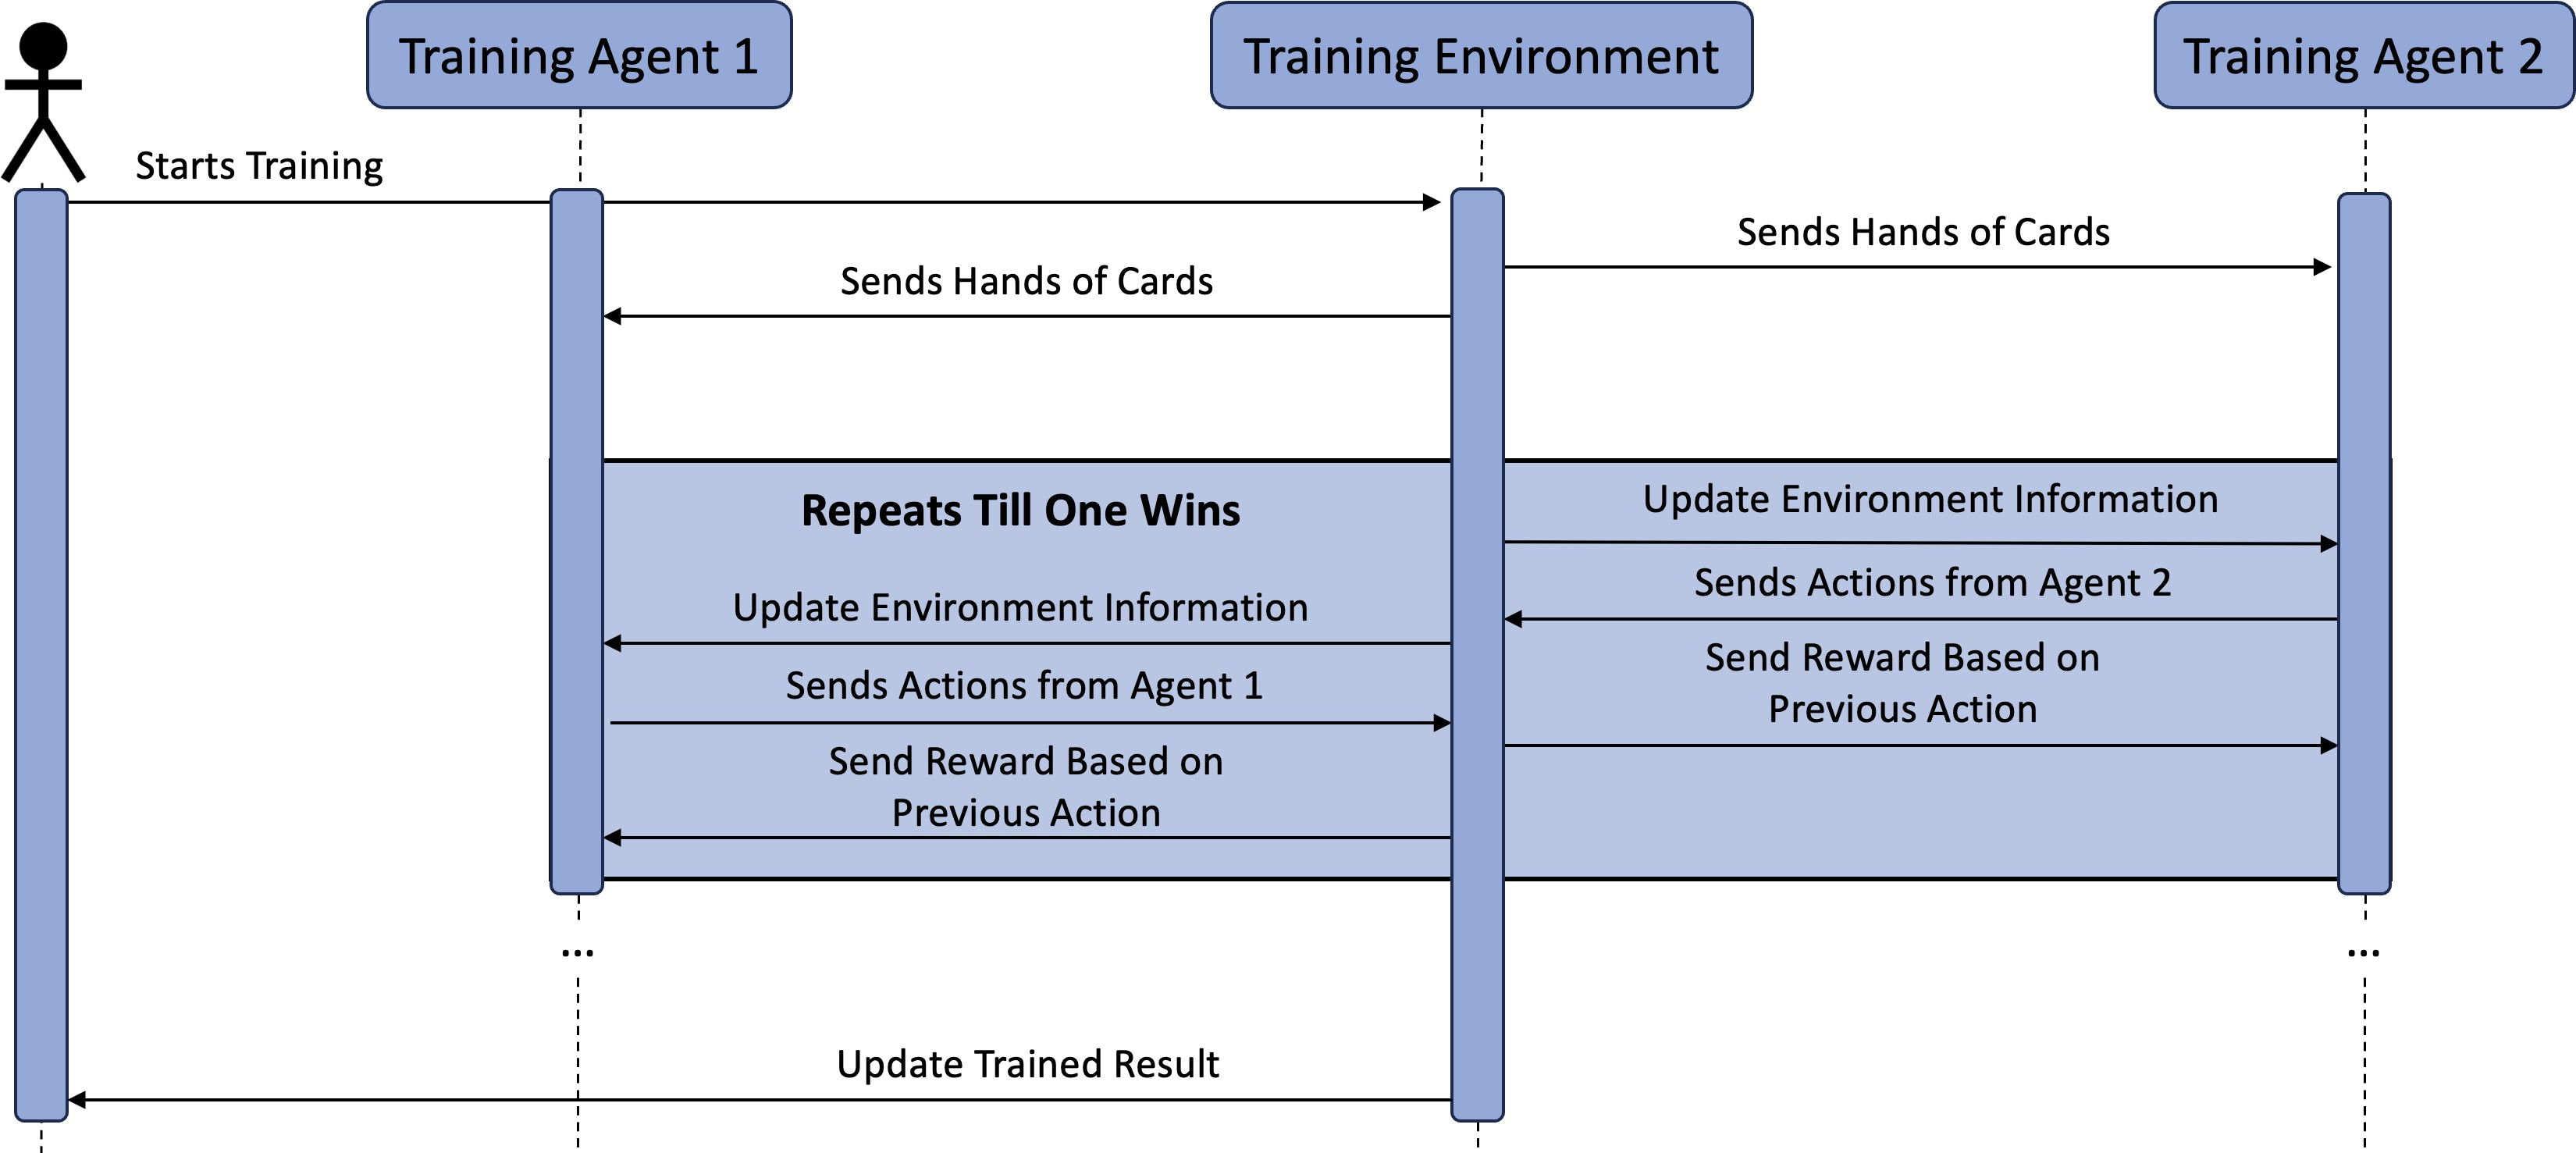 Training Agent 1
Training Environment
Training Agent 2
Starts Training
Sends Hands of Cards
Sends Hands of Cards
Repeats Till One Wins
Update Environment Information
Sends Actions from Agent 2
Update Environment Information
Send Reward Based on
Previous Action
Sends Actions from Agent 1
Send Reward Based on
Previous Action
...
...
Update Trained Result